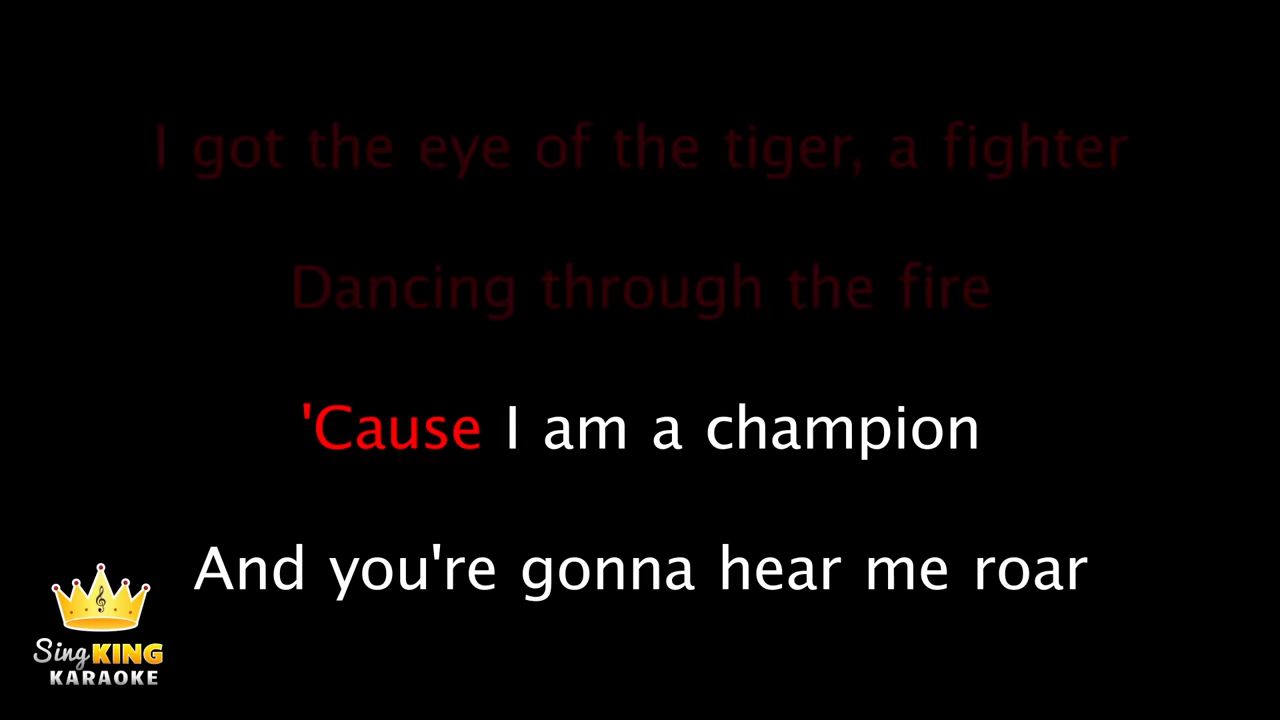 I got the eye of the tiger, a fighter
Dancing through the fire
'Cause I am a champion
And you're gonna hear me roar
Sing KING
KARAOKE